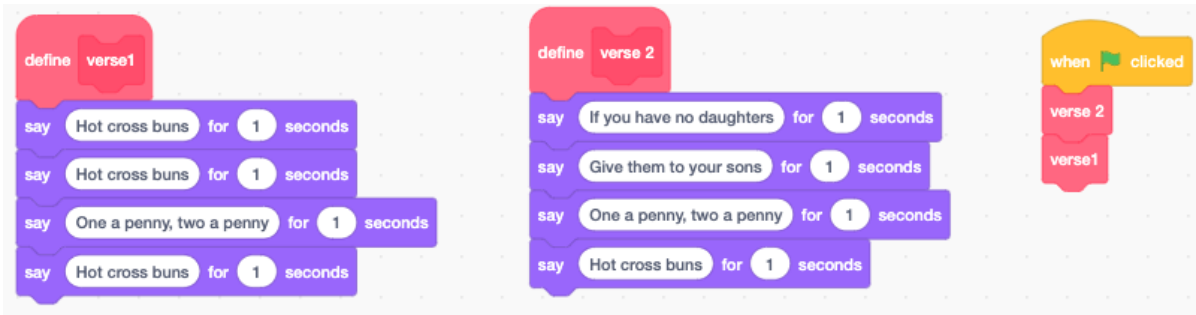 define verse1
say Hot cross buns for 1 seconds
say Hot cross buns for 1 seconds
say One a penny, two a penny for 1 seconds
say Hot cross buns for 1 seconds
define verse 2
say If you have no daughters for 1 seconds
say Give them to your sons for 1 seconds
say One a penny, two a penny for 1 seconds
say Hot cross buns for 1 seconds
when clicked
verse 2
verse1